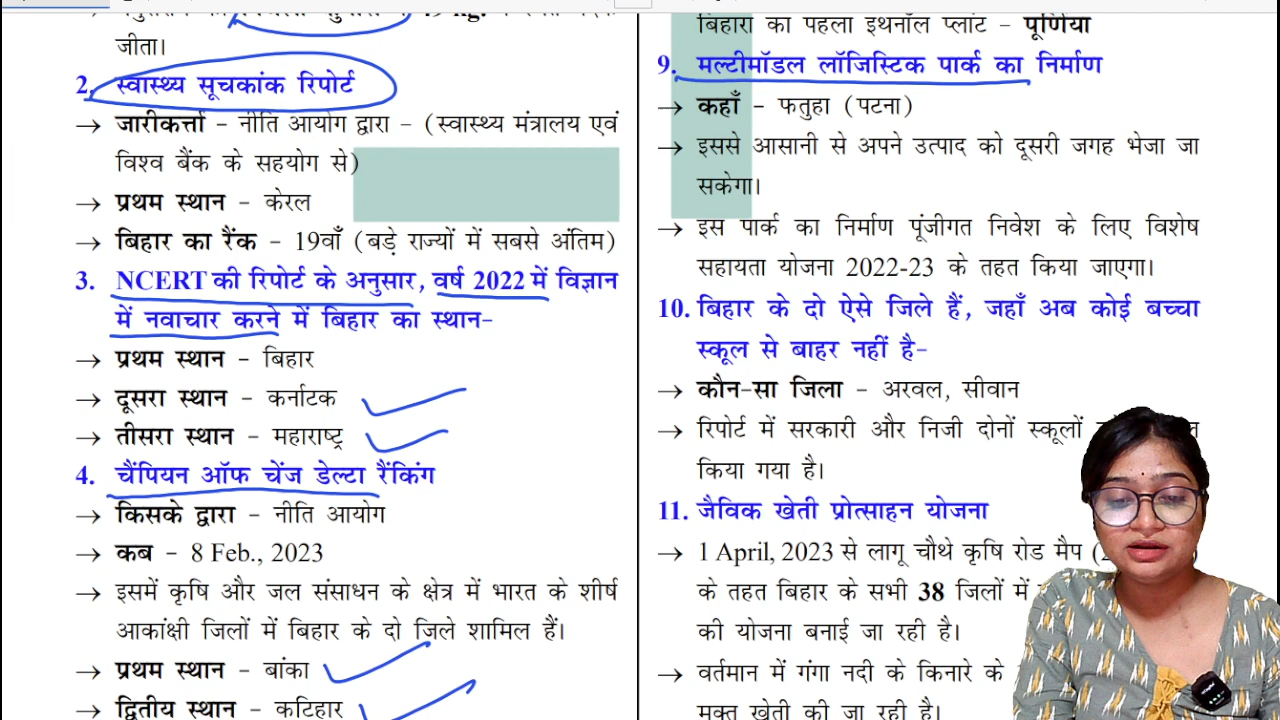 49 kg.
जीता।
2. स्वास्थ्य सूचकांक रिपोर्ट
→ जारीकर्त्ता - नीति आयोग द्वारा - (स्वास्थ्य मंत्रालय एवं
विश्व बैंक के सहयोग से)
→ प्रथम स्थान - केरल
→ बिहार का रैंक - 19वाँ (बड़े राज्यों में सबसे अंतिम)
3. NCERT की रिपोर्ट के अनुसार, वर्ष 2022 में विज्ञान
में नवाचार करने में बिहार का स्थान-
→ प्रथम स्थान - बिहार
→ दूसरा स्थान - कर्नाटक
→ तीसरा स्थान - महाराष्ट्र
4. चैंपियन ऑफ चेंज डेल्टा रैंकिंग
→ किसके द्वारा - नीति आयोग
→ कब - 8 Feb., 2023
→ इसमें कृषि और जल संसाधन के क्षेत्र में भारत के शीर्ष
आकांक्षी जिलों में बिहार के दो जिले शामिल हैं।
→ प्रथम स्थान - बांका
→ द्वितीय स्थान - कटिहार
बिहारा का पहला इथनॉल प्लांट - पूर्णिया
9. मल्टीमॉडल लॉजिस्टिक पार्क का निर्माण
→ कहाँ - फतुहा (पटना)
→ इससे आसानी से अपने उत्पाद को दूसरी जगह भेजा जा
सकेगा।
→ इस पार्क का निर्माण पूंजीगत निवेश के लिए विशेष
सहायता योजना 2022-23 के तहत किया जाएगा।
10. बिहार के दो ऐसे जिले हैं, जहाँ अब कोई बच्चा
स्कूल से बाहर नहीं है-
→ कौन-सा जिला - अरवल, सीवान
→ रिपोर्ट में सरकारी और निजी दोनों स्कूलों
किया गया है।
11. जैविक खेती प्रोत्साहन योजना
→ 1 April, 2023 से लागू चौथे कृषि रोड मैप
के तहत बिहार के सभी 38 जिलों में
की योजना बनाई जा रही है।
→ वर्तमान में गंगा नदी के किनारे के
मुक्त खेती की जा रही है।